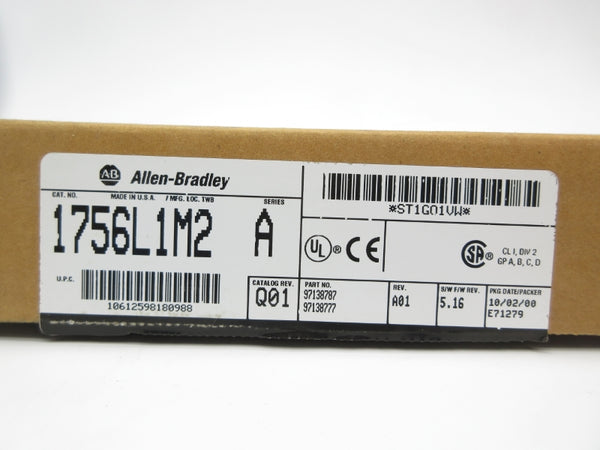 AB Allen-Bradley
CAT. NO. MADE IN U.S.A. / MFG. LOC. TWB SERIES
1756L1M2 A
U.P.C.
10612598180988
*ST1G01VW*
UL ® CE
SA ® CL I, DIV 2
GP A, B, C, D
CATALOG REV. PART NO. REV. S/W F/W REV. PKG DATE/PACKER
Q01 97138787 A01 5.16 10/02/00
97138777 E71279